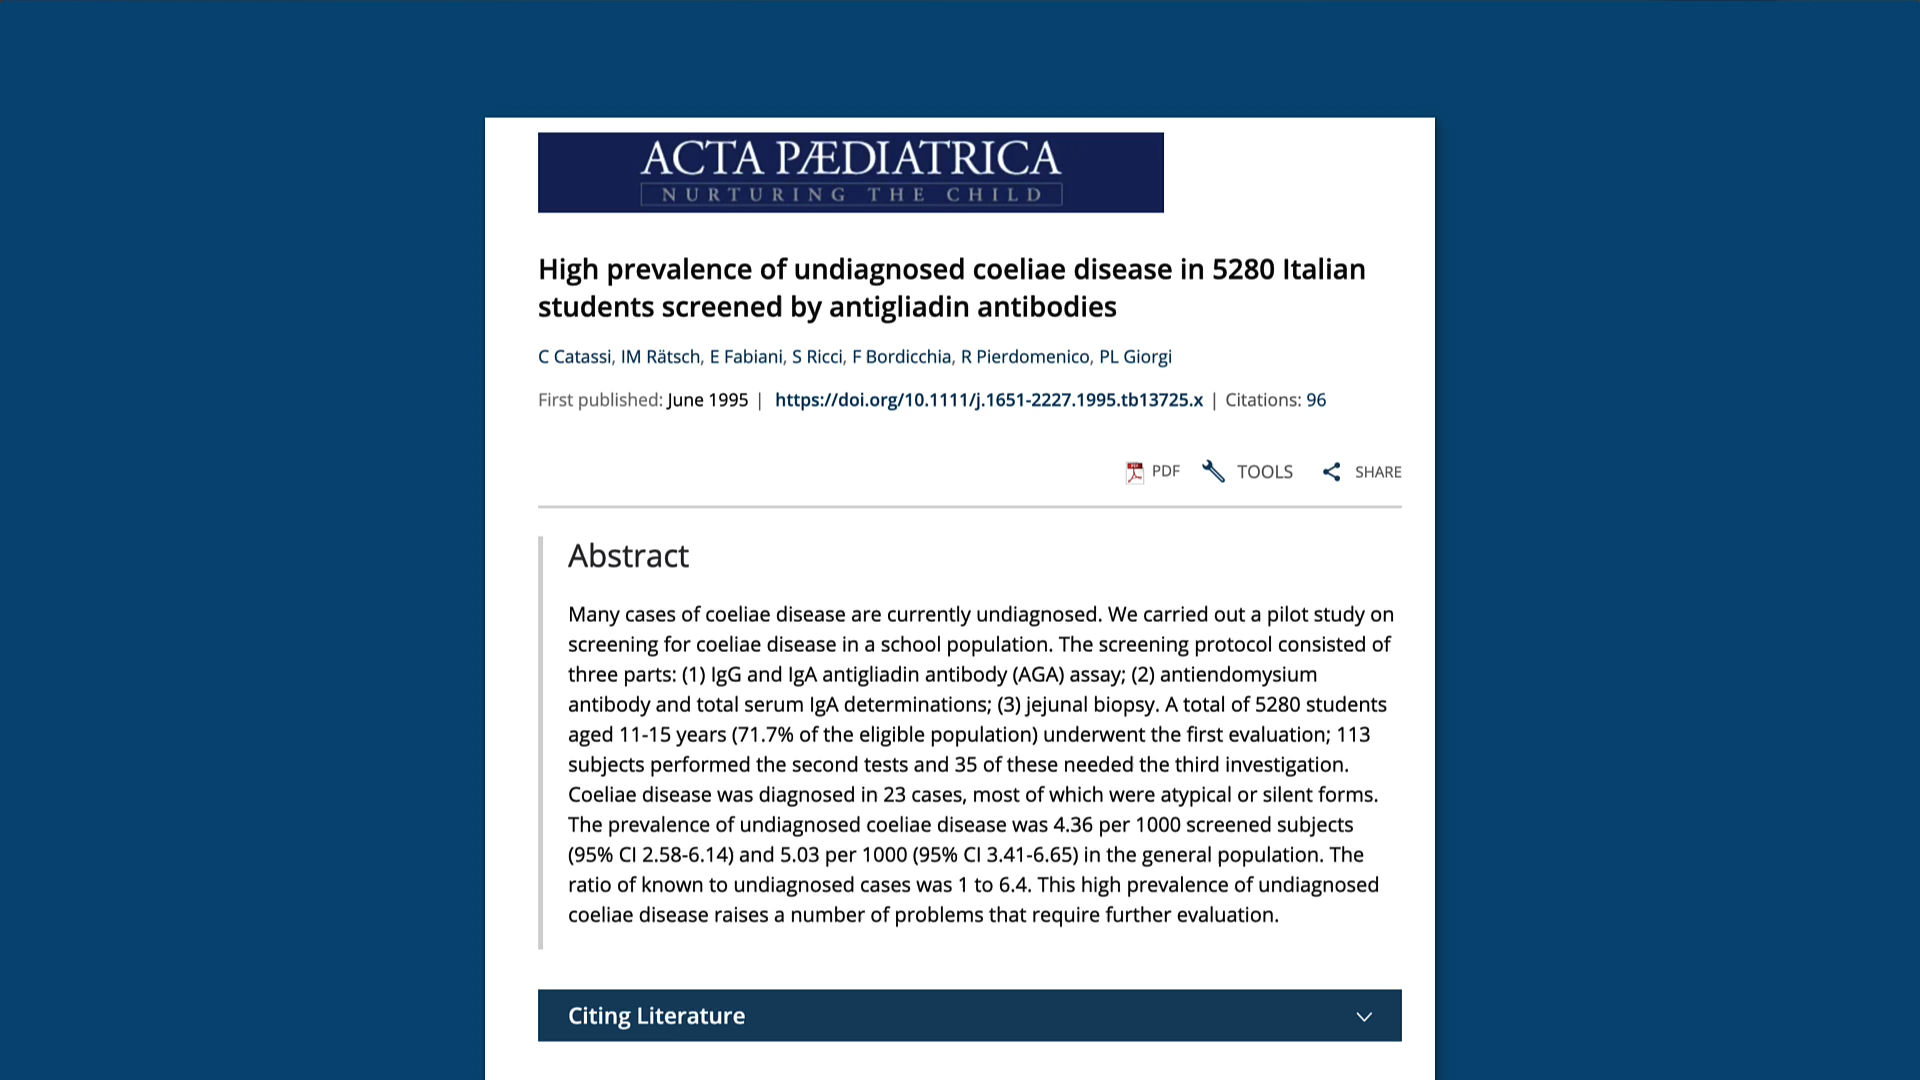 ACTA PÆDIATRICA
NURTURING THE CHILD
High prevalence of undiagnosed coeliae disease in 5280 Italian
students screened by antigliadin antibodies
C Catassi, IM Rätsch, E Fabiani, S Ricci, F Bordicchia, R Pierdomenico, PL Giorgi
First published: June 1995 | https://doi.org/10.1111/j.1651-2227.1995.tb13725.x | Citations: 96
PDF TOOLS SHARE
Abstract
Many cases of coeliae disease are currently undiagnosed. We carried out a pilot study on
screening for coeliae disease in a school population. The screening protocol consisted of
three parts: (1) IgG and IgA antigliadin antibody (AGA) assay; (2) antiendomysium
antibody and total serum IgA determinations; (3) jejunal biopsy. A total of 5280 students
aged 11-15 years (71.7% of the eligible population) underwent the first evaluation; 113
subjects performed the second tests and 35 of these needed the third investigation.
Coeliae disease was diagnosed in 23 cases, most of which were atypical or silent forms.
The prevalence of undiagnosed coeliae disease was 4.36 per 1000 screened subjects
(95% CI 2.58-6.14) and 5.03 per 1000 (95% CI 3.41-6.65) in the general population. The
ratio of known to undiagnosed cases was 1 to 6.4. This high prevalence of undiagnosed
coeliae disease raises a number of problems that require further evaluation.
Citing Literature